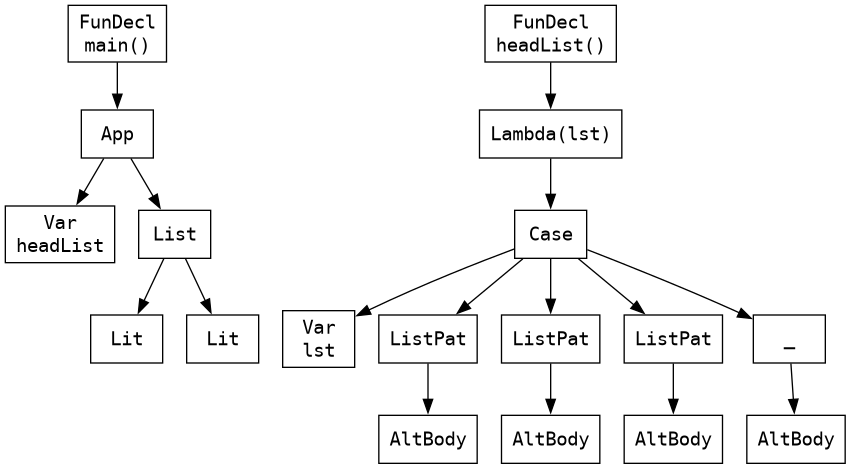 FunDecl
main()
FunDecl
headList()
App
Lambda(lst)
Var
headList
List
Case
Lit
Lit
Var
lst
ListPat
ListPat
ListPat
_
AltBody
AltBody
AltBody
AltBody